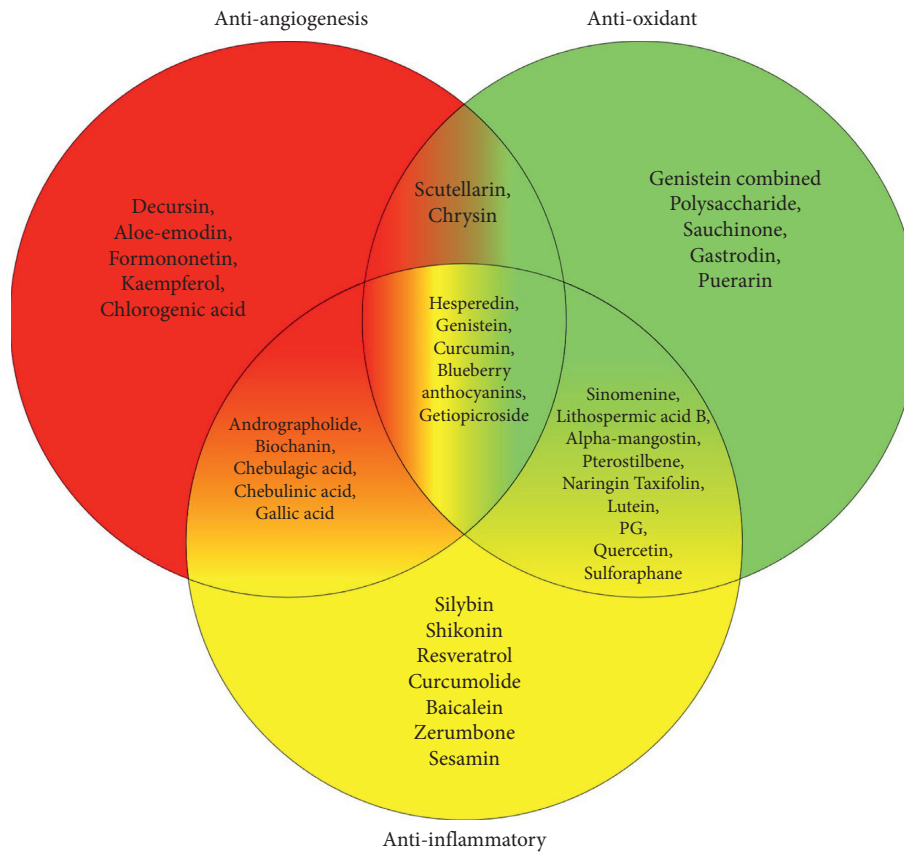 Anti-angiogenesis
Anti-oxidant
Decursin,
Aloe-emodin,
Formononetin,
Kaempferol,
Chlorogenic acid
Scutellarin,
Chrysin
Genistein combined
Polysaccharide,
Sauchinone,
Gastrodin,
Puerarin
Hesperedin,
Genistein,
Curcumin,
Blueberry
anthocyanins,
Getiopicroside
Andrographolide,
Biochanin,
Chebulagic acid,
Chebulinic acid,
Gallic acid
Sinomenine,
Lithospermic acid B,
Alpha-mangostin,
Pterostilbene,
Naringin Taxifolin,
Lutein,
PG,
Quercetin,
Sulforaphane
Silybin
Shikonin
Resveratrol
Curcumolide
Baicalein
Zerumbone
Sesamin
Anti-inflammatory